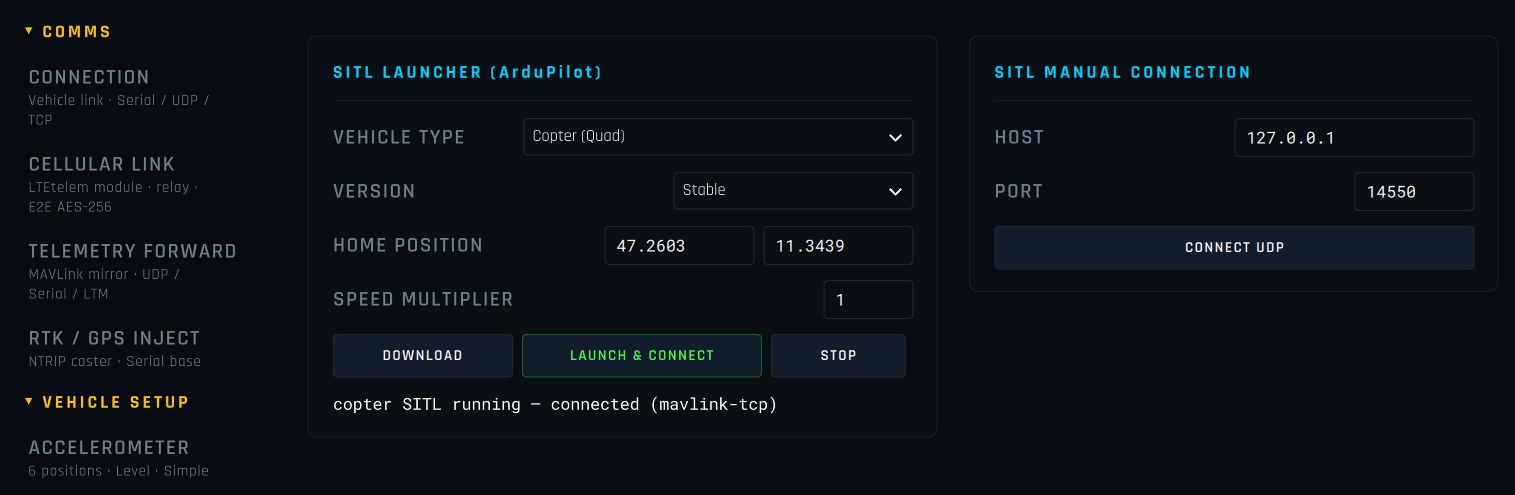 ▾ COMMS
CONNECTION
Vehicle link · Serial / UDP /
TCP
CELLULAR LINK
LTEtelem module · relay ·
E2E AES-256
TELEMETRY FORWARD
MAVLink mirror · UDP /
Serial / LTM
RTK / GPS INJECT
NTRIP caster · Serial base
▾ VEHICLE SETUP
ACCELEROMETER
6 positions · Level · Simple
SITL LAUNCHER (ArduPilot)
VEHICLE TYPE Copter (Quad)
VERSION Stable
HOME POSITION 47.2603 11.3439
SPEED MULTIPLIER 1
DOWNLOAD LAUNCH & CONNECT STOP
copter SITL running — connected (mavlink-tcp)
SITL MANUAL CONNECTION
HOST 127.0.0.1
PORT 14550
CONNECT UDP